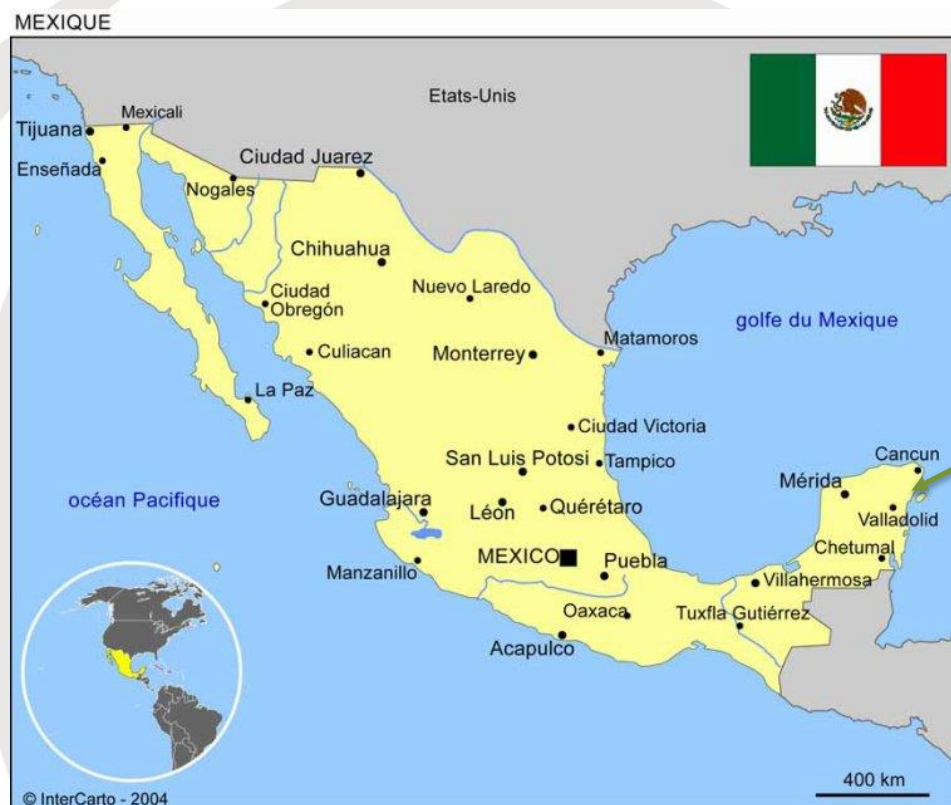 MEXIQUE
Etats-Unis
Mexicali
Tijuana
Enseñada
Ciudad Juarez
Nogales
Chihuahua
Nuevo Laredo
Ciudad
Obregón
golfe du Mexique
Matamoros
Culiacan
Monterrey
La Paz
Ciudad Victoria
San Luis Potosi
Tampico
Cancun
Mérida
océan Pacifique
Guadalajara
Léon
Quérétaro
Valladolid
Chetumal
MEXICO
Puebla
Manzanillo
Villahermosa
Oaxaca
Tuxfla Gutiérrez
Acapulco
400 km
© InterCarto - 2004